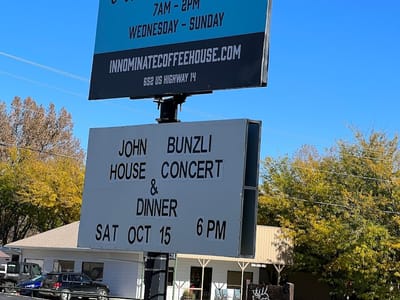 7AM - 2PM
WEDNESDAY - SUNDAY
INNOMINATECOFFEEHOUSE.COM
652 US HIGHWAY 14
JOHN BUNZLI
HOUSE CONCERT
&
DINNER
SAT OCT 15 6 PM